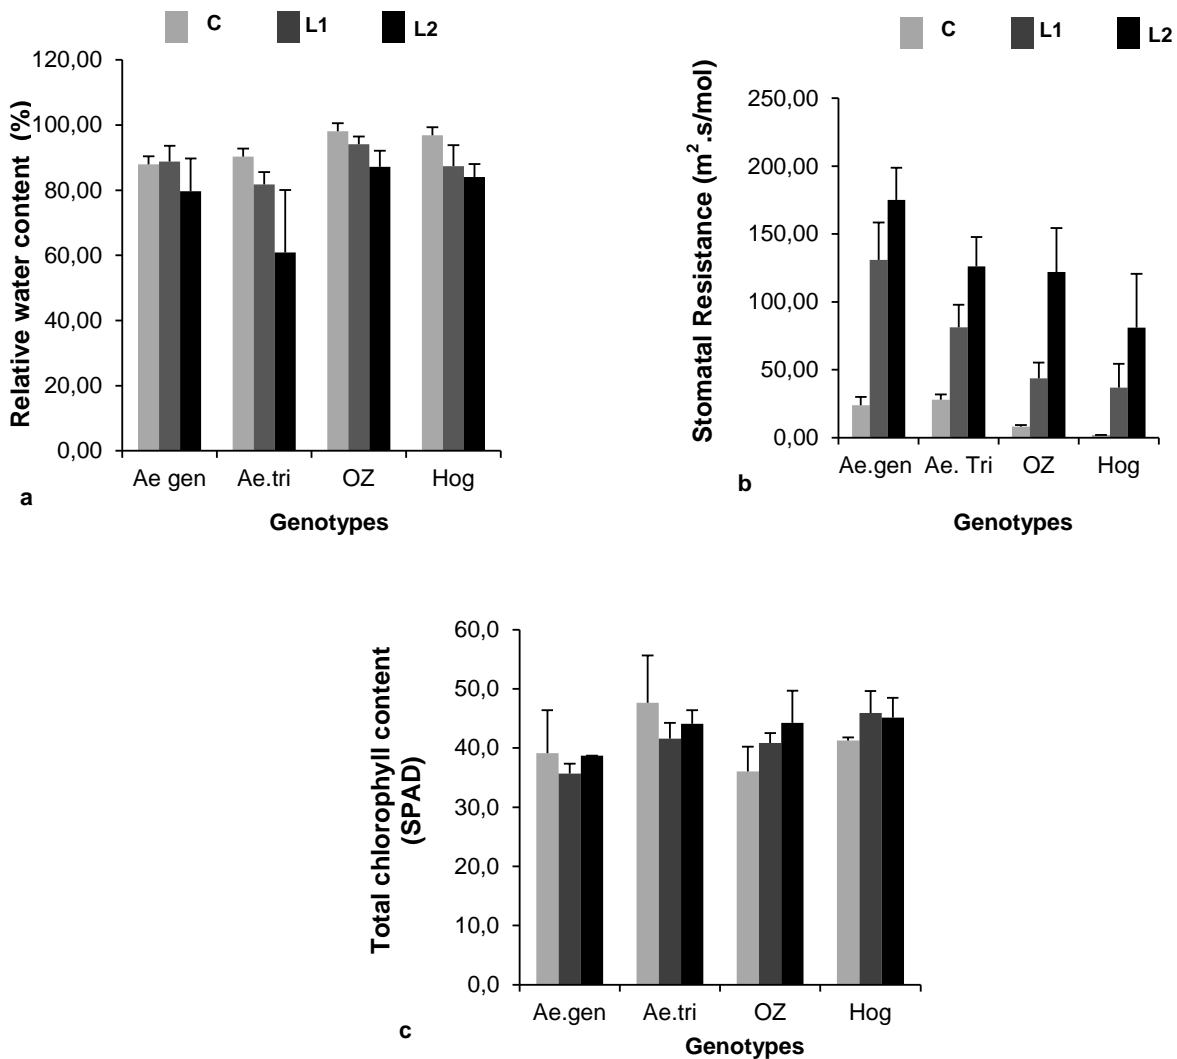 C L1 L2
120,00
100,00
80,00
60,00
40,00
20,00
0,00
Relative water content (%)
Ae gen Ae.tri OZ Hog
a
Genotypes
C L1 L2
250,00
200,00
150,00
100,00
50,00
0,00
Stomatal Resistance (m².s/mol)
Ae.gen Ae. Tri OZ Hog
b
Genotypes
60,0
50,0
40,0
30,0
20,0
10,0
0,0
Total chlorophyll content
(SPAD)
Ae.gen Ae.tri OZ Hog
c
Genotypes